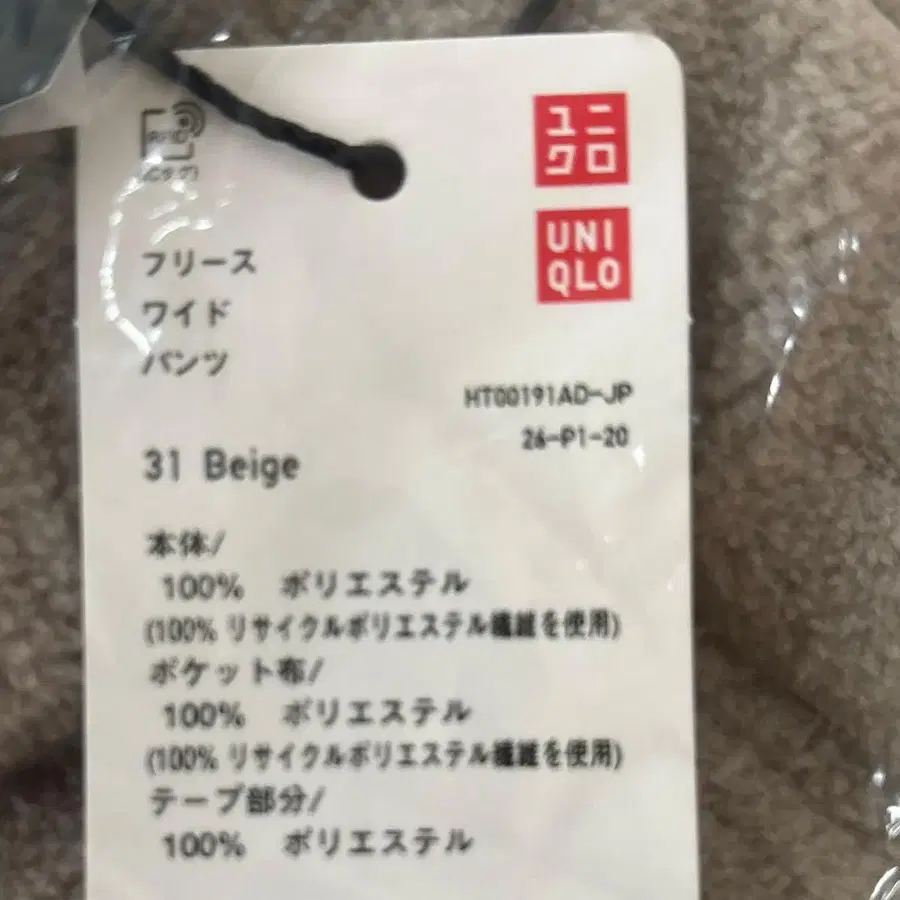 ユニ
クロ
UNI
QLO
フリース
ワイド
パンツ
HT00191AD-JP
26-P1-20
31 Beige
本体/
100% ポリエステル
(100% リサイクルポリエステル繊維を使用)
ポケット布/
100% ポリエステル
(100% リサイクルポリエステル繊維を使用)
テープ部分/
100% ポリエステル